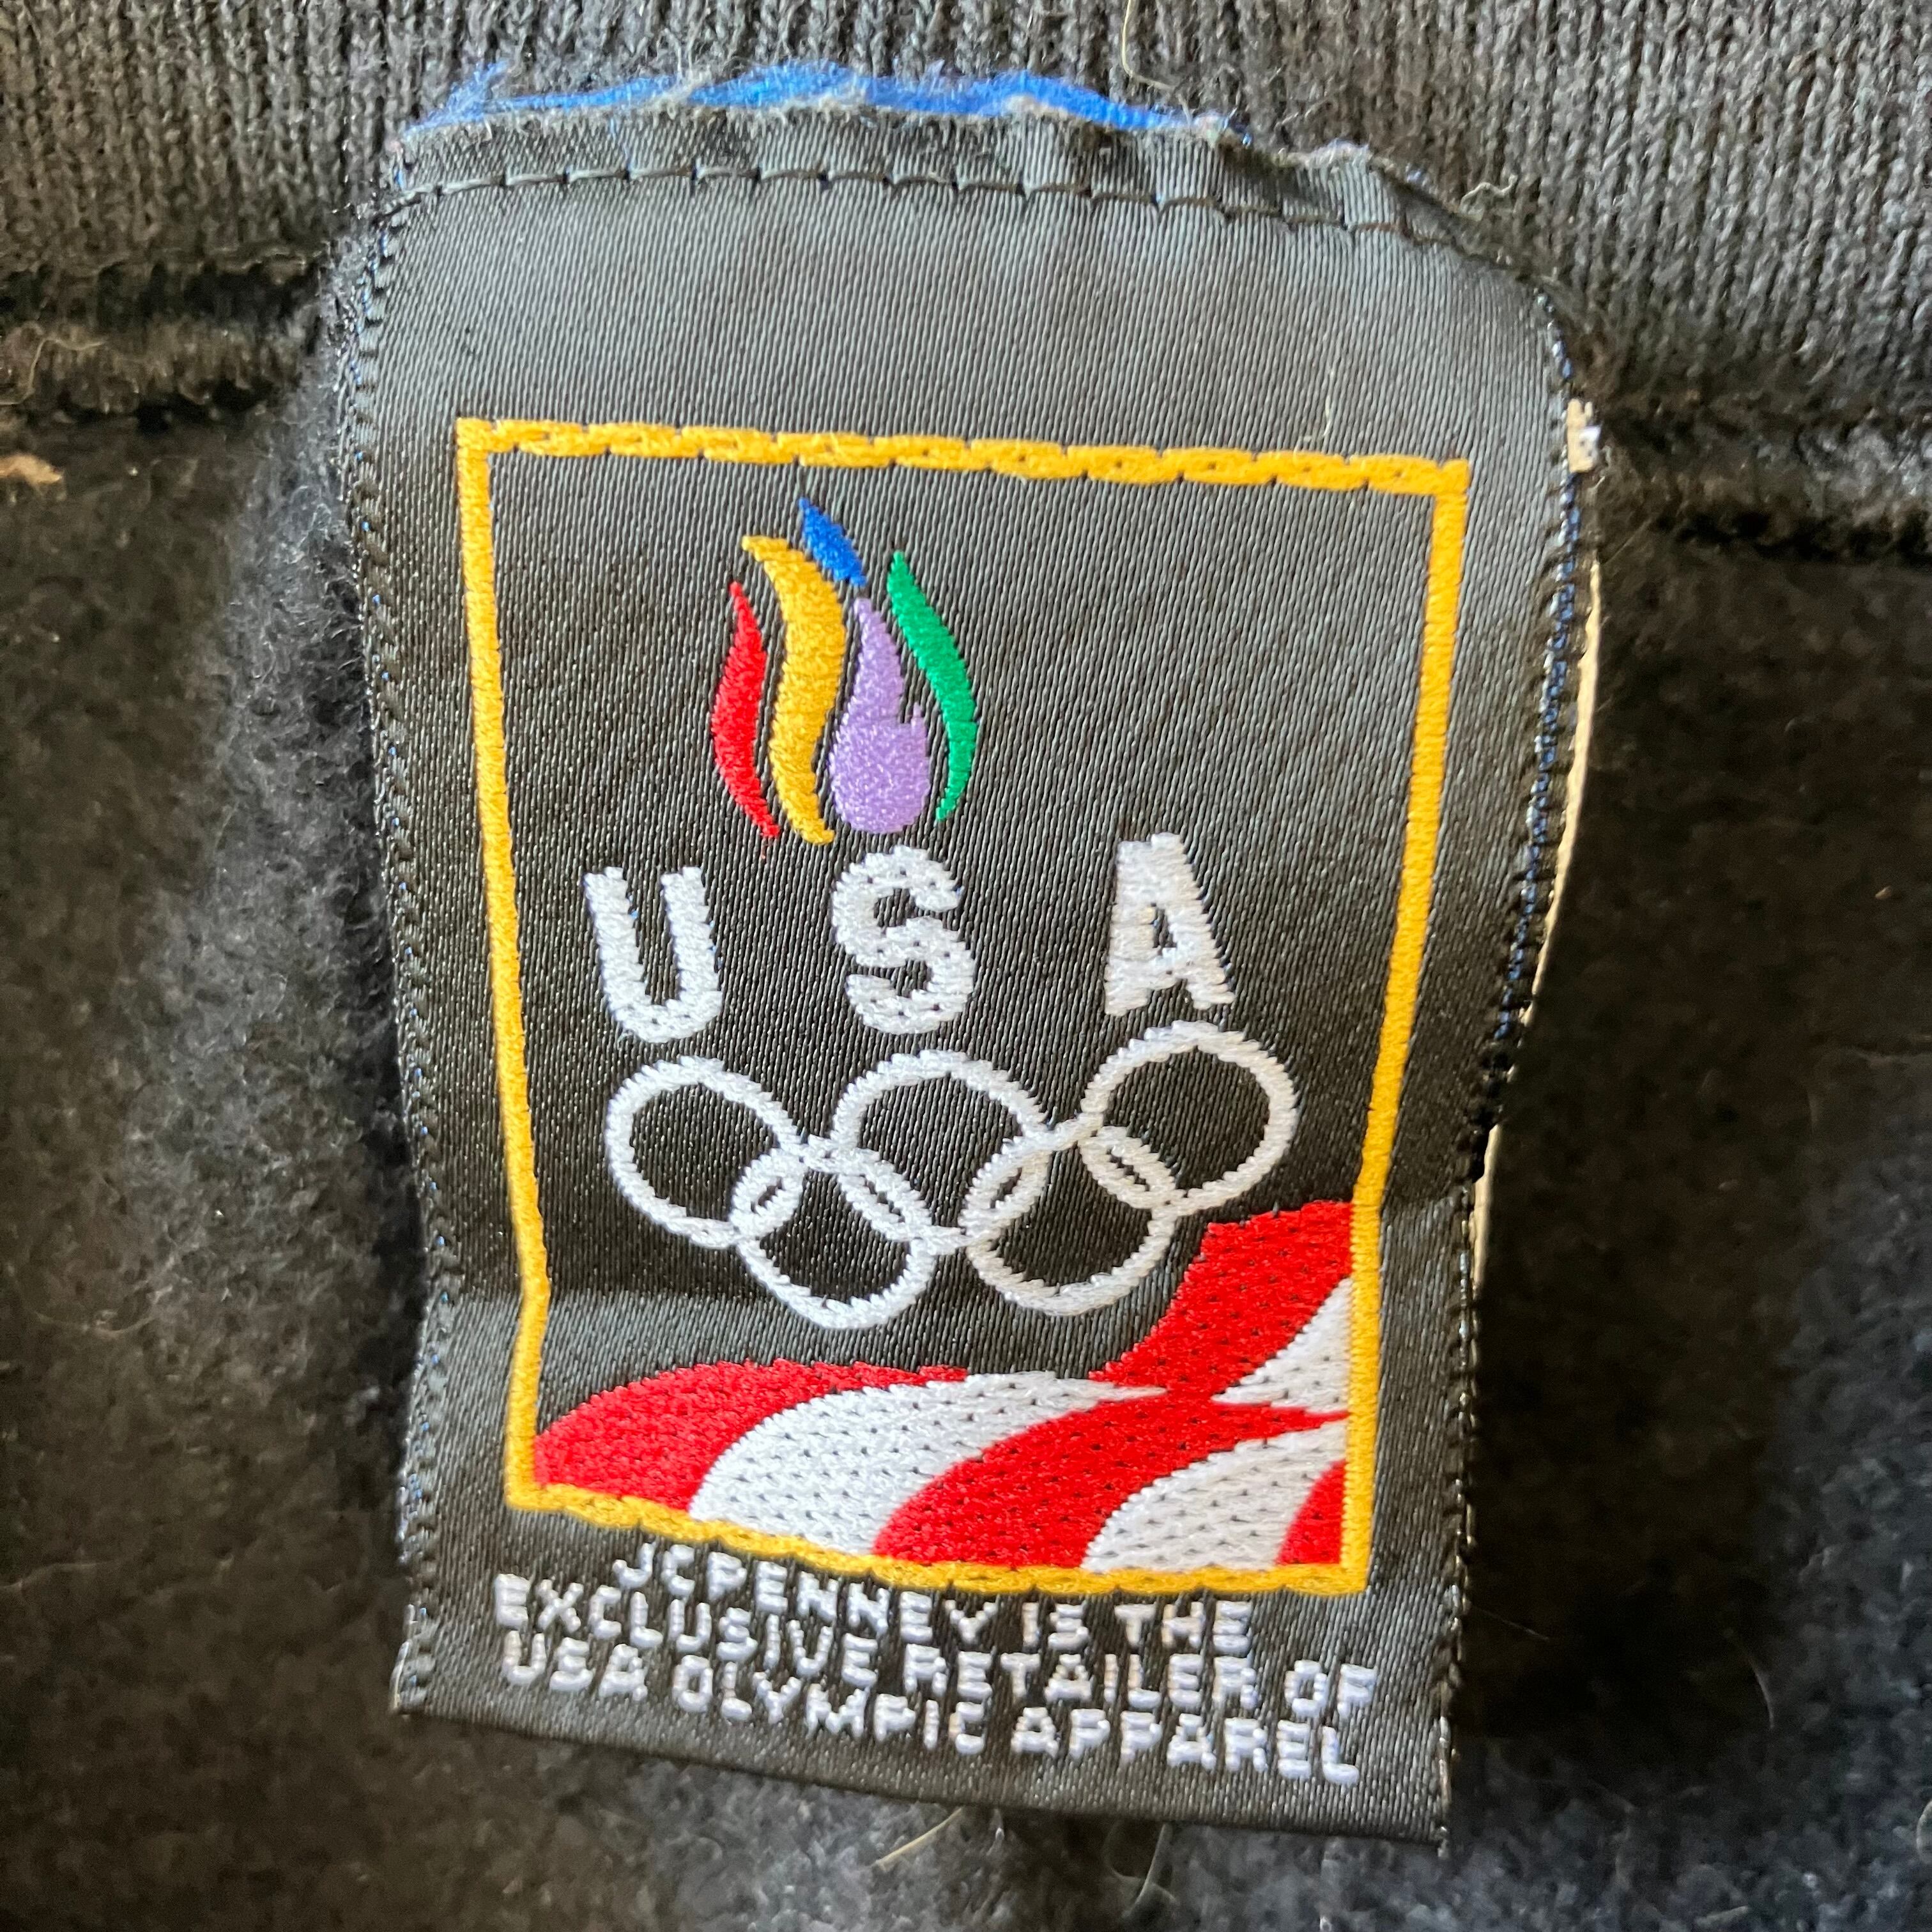 USA
JCPENNEY IS THE
EXCLUSIVE RETAILER OF
USA OLYMPIC APPAREL